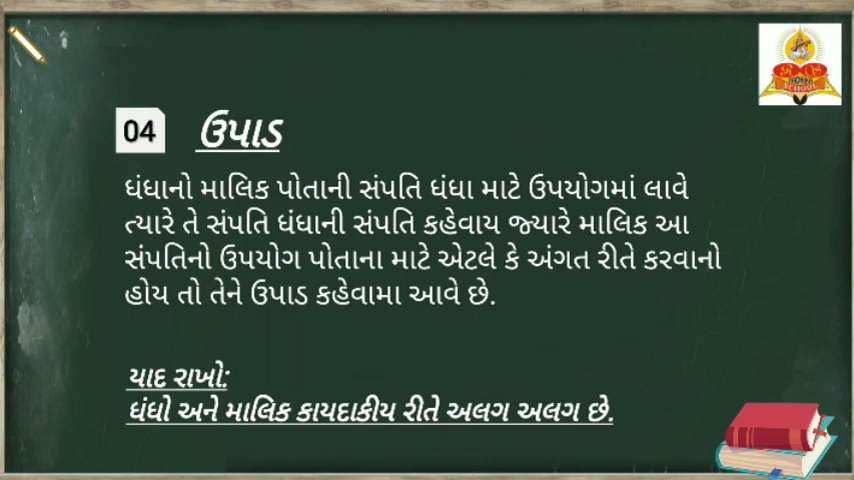 04 ઉપાડ
ધંધાનો માલિક પોતાની સંપતિ ધંધા માટે ઉપયોગમાં લાવે
ત્યારે તે સંપતિ ધંધાની સંપતિ કહેવાય જ્યારે માલિક આ
સંપતિનો ઉપયોગ પોતાના માટે એટલે કે અંગત રીતે કરવાનો
હોય તો તેને ઉપાડ કહેવામા આવે છે.
યાદ રાખો:
ધંધો અને માલિક કાયદાકીય રીતે અલગ અલગ છે.
SCHOOL